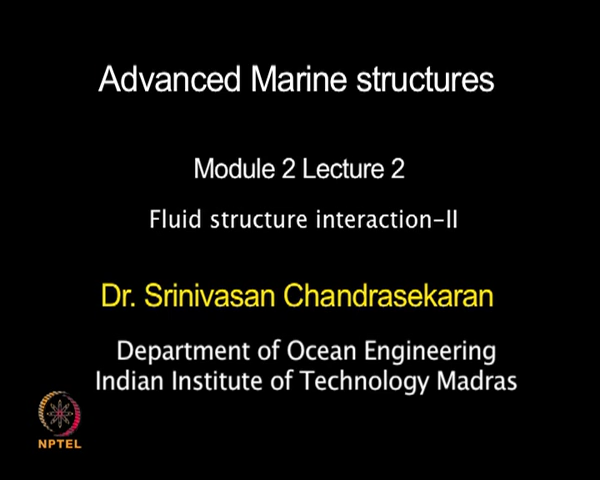 Advanced Marine structures
Module 2 Lecture 2
Fluid structure interaction-II
Dr. Srinivasan Chandrasekaran
Department of Ocean Engineering
Indian Institute of Technology Madras
NPTEL